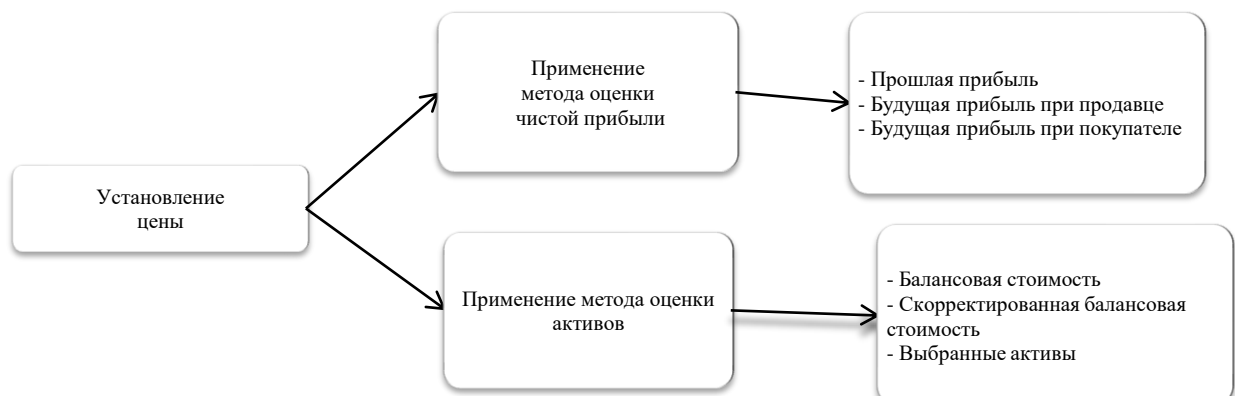 Установление
цены
Применение
метода оценки
чистой прибыли
- Прошлая прибыль
- Будущая прибыль при продавце
- Будущая прибыль при покупателе
Применение метода оценки
активов
- Балансовая стоимость
- Скорректированная балансовая
стоимость
- Выбранные активы